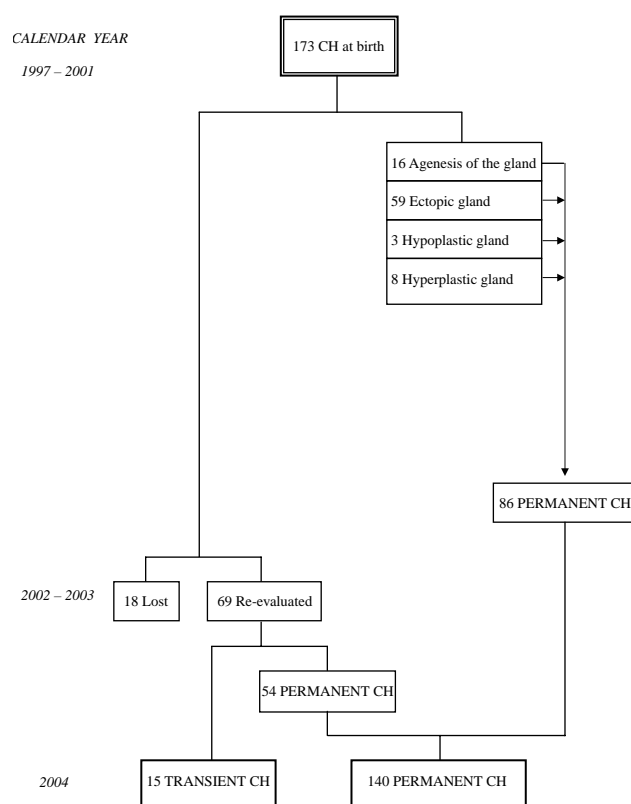 CALENDAR YEAR
1997 – 2001
173 CH at birth
16 Agenesis of the gland
59 Ectopic gland
3 Hypoplastic gland
8 Hyperplastic gland
86 PERMANENT CH
2002 – 2003
18 Lost
69 Re-evaluated
54 PERMANENT CH
2004
15 TRANSIENT CH
140 PERMANENT CH